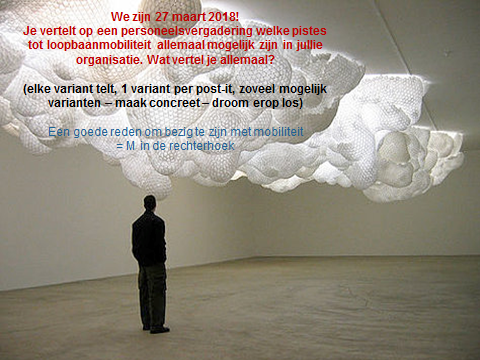 We zijn 27 maart 2018!
Je vertelt op een personeelsvergadering welke pistes
tot loopbaanmobiliteit allemaal mogelijk zijn in jullie
organisatie. Wat vertel je allemaal?
(elke variant telt, 1 variant per post-it, zoveel mogelijk
varianten – maak concreet – droom erop los)
Een goede reden om bezig te zijn met mobiliteit
= M in de rechterhoek